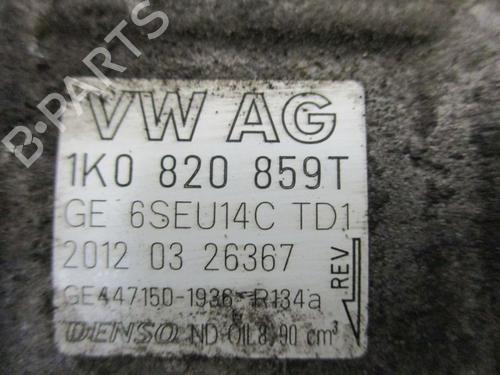 B-PARTS
VW AG
1K0 820 859T
GE 6SEU14C TD1
2012 03 26367
REV
GE447150-1936 R134a
DENSO ND-OIL8, 90 cm³